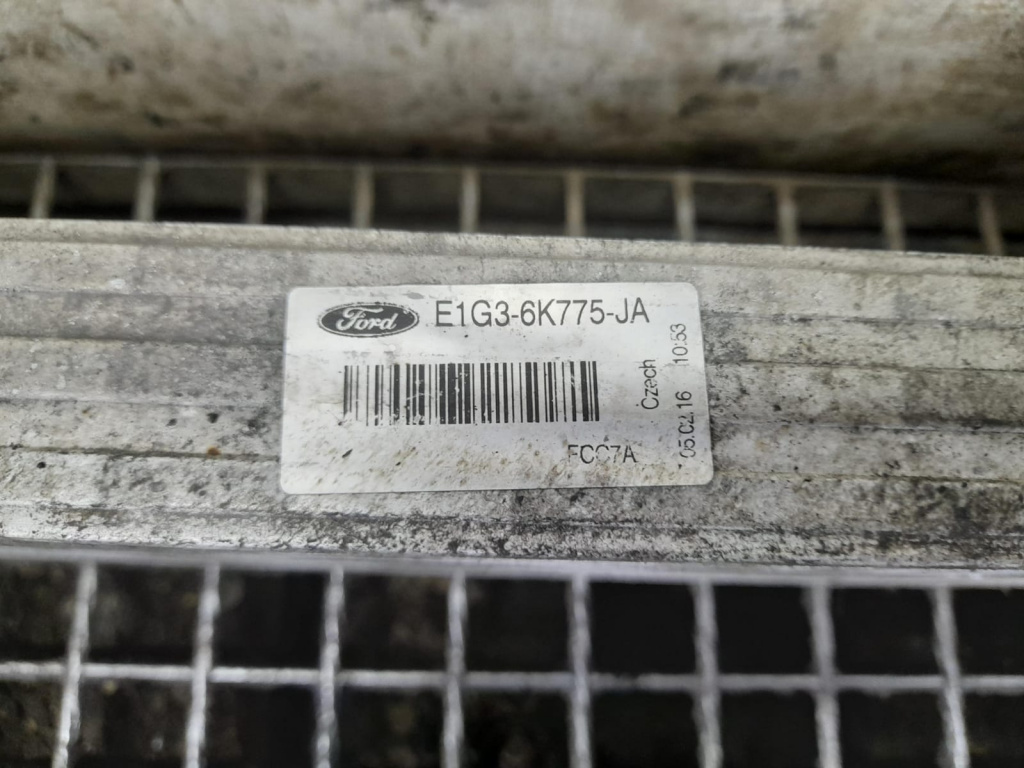 Ford E1G3-6K775-JA
FCC7A
Czech
05.02.16 10:53